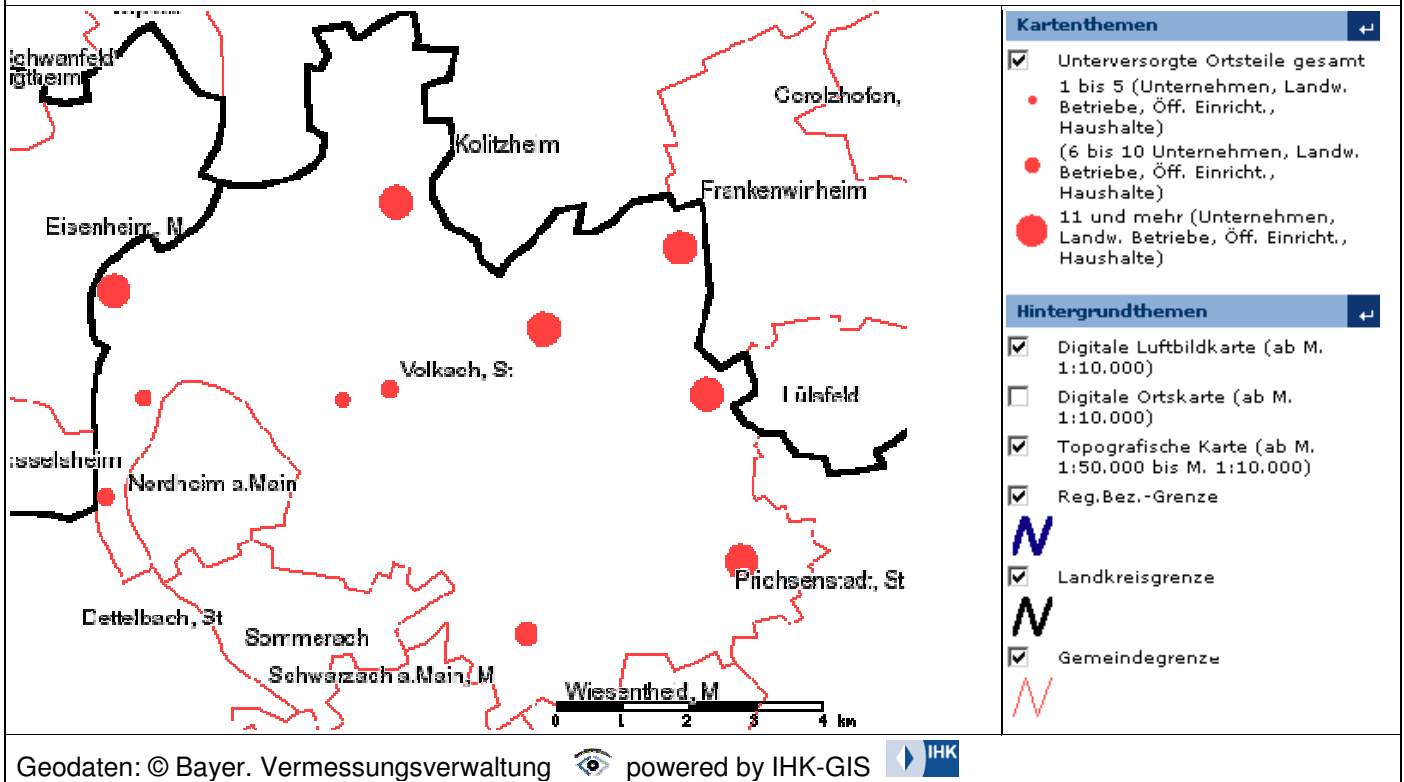 Gerolzhofen,
Kolitzheim
Frankenwinheim
Eisenheim, M
Volkach, St
Lülsfeld
Nordheim a.Main
Prichsenstadt, St
Dettelbach, St
Sommerach
Schwarzach a.Main, M
Wiesentheid, M
0 1 2 3 4 km
Kartenthemen
Unterversorgte Ortsteile gesamt
1 bis 5 (Unternehmen, Landw.
Betriebe, Öff. Einricht.,
Haushalte)
(6 bis 10 Unternehmen, Landw.
Betriebe, Öff. Einricht.,
Haushalte)
11 und mehr (Unternehmen,
Landw. Betriebe, Öff. Einricht.,
Haushalte)
Hintergrundthemen
Digitale Luftbildkarte (ab M.
1:10.000)
Digitale Ortskarte (ab M.
1:10.000)
Topografische Karte (ab M.
1:50.000 bis M. 1:10.000)
Reg.Bez.-Grenze
Landkreisgrenze
Gemeindegrenze
Geodaten: © Bayer. Vermessungsverwaltung powered by IHK-GIS IHK